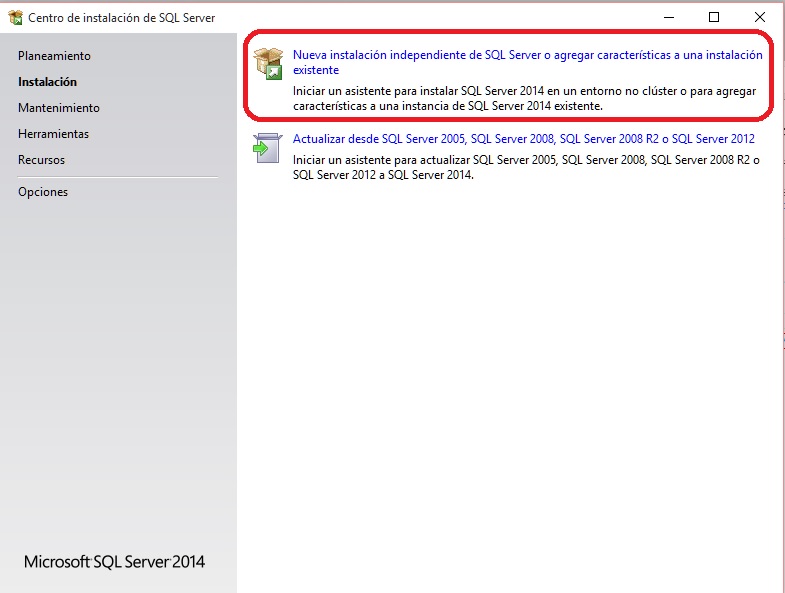 Centro de instalación de SQL Server
Planeamiento
Instalación
Mantenimiento
Herramientas
Recursos
Opciones
Nueva instalación independiente de SQL Server o agregar características a una instalación
existente
Iniciar un asistente para instalar SQL Server 2014 en un entorno no clúster o para agregar
características a una instancia de SQL Server 2014 existente.
Actualizar desde SQL Server 2005, SQL Server 2008, SQL Server 2008 R2 o SQL Server 2012
Iniciar un asistente para actualizar SQL Server 2005, SQL Server 2008, SQL Server 2008 R2 o
SQL Server 2012 a SQL Server 2014.
Microsoft SQL Server 2014